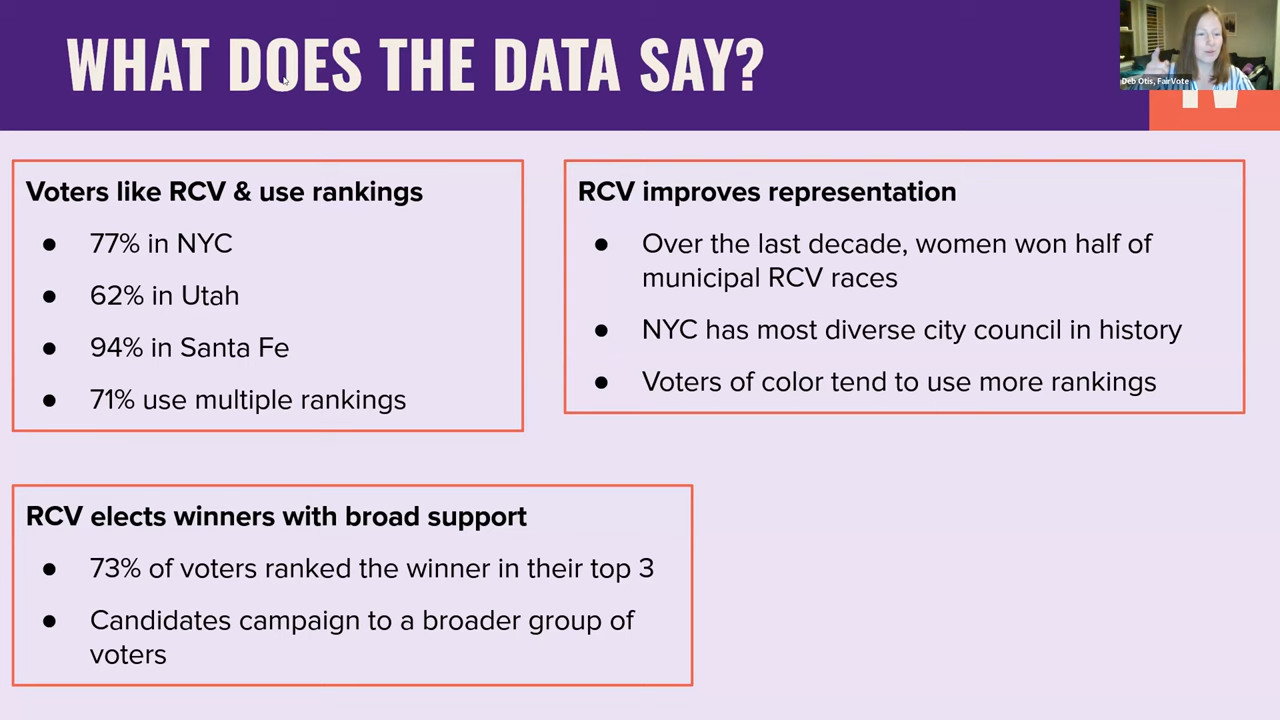 WHAT DOES THE DATA SAY?
Deb Otis, FairVote
Voters like RCV & use rankings
● 77% in NYC
● 62% in Utah
● 94% in Santa Fe
● 71% use multiple rankings
RCV improves representation
● Over the last decade, women won half of
municipal RCV races
● NYC has most diverse city council in history
● Voters of color tend to use more rankings
RCV elects winners with broad support
● 73% of voters ranked the winner in their top 3
● Candidates campaign to a broader group of
voters